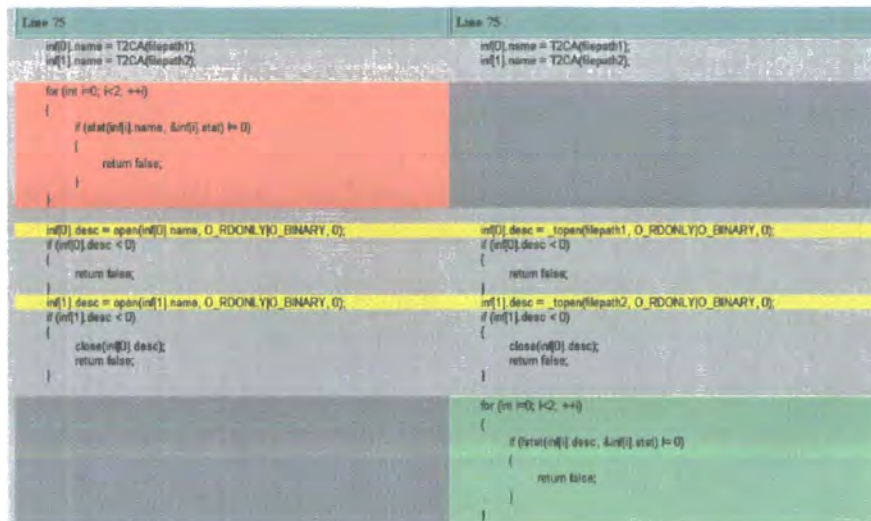 Line 75
inf[0].name = T2CA(filepath1);
inf[1].name = T2CA(filepath2);
for (int i=0; i<2; ++i)
{
if (stat(inf[i].name, &inf[i].stat) != 0)
{
return false;
}
}
inf[0].desc = open(inf[0].name, O_RDONLY|O_BINARY, 0);
if (inf[0].desc < 0)
{
return false;
}
inf[1].desc = open(inf[1].name, O_RDONLY|O_BINARY, 0);
if (inf[1].desc < 0)
{
close(inf[0].desc);
return false;
}
Line 75
inf[0].name = T2CA(filepath1);
inf[1].name = T2CA(filepath2);
inf[0].desc = _topen(filepath1, O_RDONLY|O_BINARY, 0);
if (inf[0].desc < 0)
{
return false;
}
inf[1].desc = _topen(filepath2, O_RDONLY|O_BINARY, 0);
if (inf[1].desc < 0)
{
close(inf[0].desc);
return false;
}
for (int i=0; i<2; ++i)
{
if (fstat(inf[i].desc, &inf[i].stat) != 0)
{
return false;
}
}